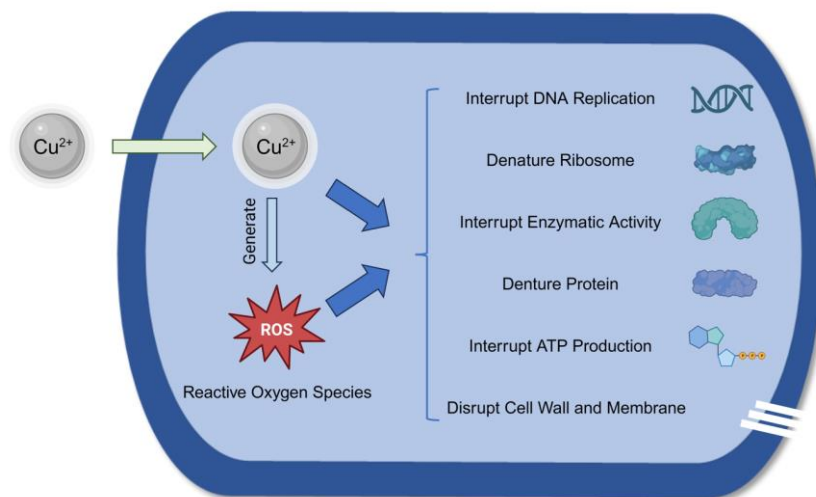 Cu²⁺
Cu²⁺
Generate
ROS
Reactive Oxygen Species
Interrupt DNA Replication
Denature Ribosome
Interrupt Enzymatic Activity
Denture Protein
Interrupt ATP Production
P P P
Disrupt Cell Wall and Membrane